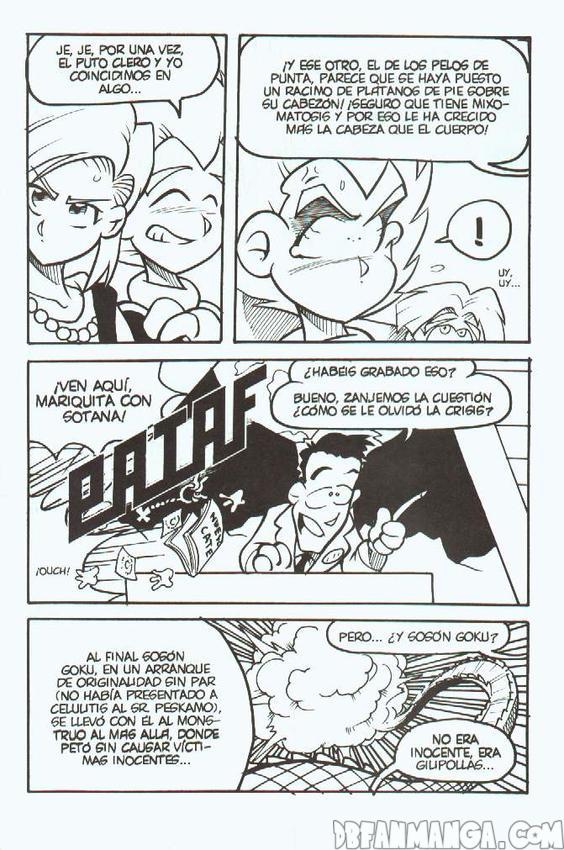 JE, JE, POR UNA VEZ,
EL PUTO CLERO Y YO
COINCIDIMOS EN
ALGO...
¡Y ESE OTRO, EL DE LOS PELOS DE
PUNTA, PARECE QUE SE HAYA PUESTO
UN RACIMO DE PLATANOS DE PIE SOBRE
SU CABEZÓN! ¡SEGURO QUE TIENE MIXO-
MATOSIS Y POR ESO LE HA CRECIDO
MAS LA CABEZA QUE EL CUERPO!
!
UY,
UY...
¡VEN AQUÍ,
MARIQUITA CON
SOTANA!
PATAF
¿HABÉIS GRABADO ESO?
BUENO, ZANJEMOS LA CUESTIÓN
¿CÓMO SE LE OLVIDÓ LA CRISIS?
¡OUCH!
NUEVO
CATE
AL FINAL SOSÓN
GOKU, EN UN ARRANQUE
DE ORIGINALIDAD SIN PAR
(NO HABÍA PRESENTADO A
CELULITIS AL SR. PESKAMO),
SE LLEVÓ CON ÉL AL MONS-
TRUO AL MAS ALLÁ, DONDE
PETÓ SIN CAUSAR VÍCTI-
MAS INOCENTES...
PERO... ¿Y SOSÓN GOKU?
NO ERA
INOCENTE, ERA
GILIPOLLAS...
DBFANMANGA.COM